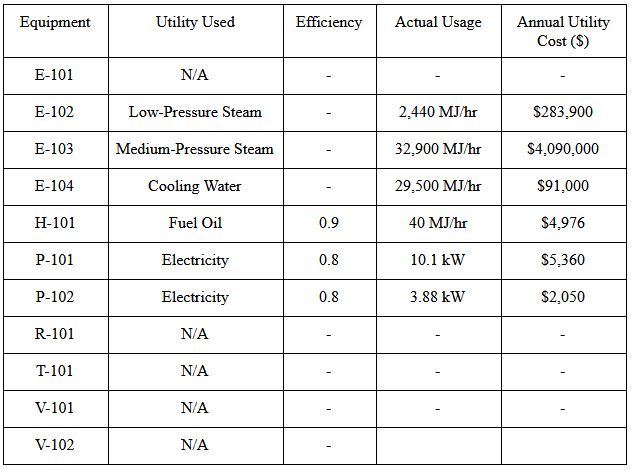 Equipment Utility Used Efficiency Actual Usage Annual Utility
Cost ($)
E-101 N/A - - -
E-102 Low-Pressure Steam - 2,440 MJ/hr $283,900
E-103 Medium-Pressure Steam - 32,900 MJ/hr $4,090,000
E-104 Cooling Water - 29,500 MJ/hr $91,000
H-101 Fuel Oil 0.9 40 MJ/hr $4,976
P-101 Electricity 0.8 10.1 kW $5,360
P-102 Electricity 0.8 3.88 kW $2,050
R-101 N/A - - -
T-101 N/A - - -
V-101 N/A - - -
V-102 N/A -